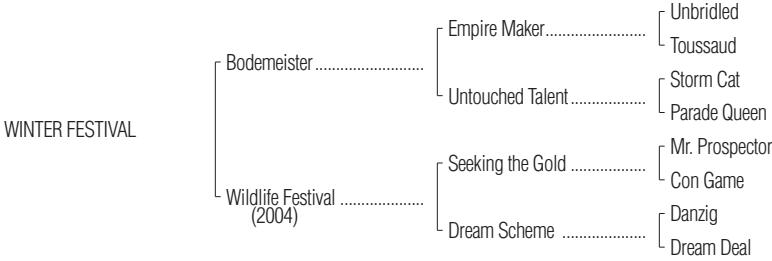 Unbridled
Empire Maker........................
Toussaud
Bodemeister ..........................
Storm Cat
Untouched Talent ..................
Parade Queen
WINTER FESTIVAL
Mr. Prospector
Seeking the Gold ..................
Con Game
Wildlife Festival ....................
(2004)
Danzig
Dream Scheme ....................
Dream Deal